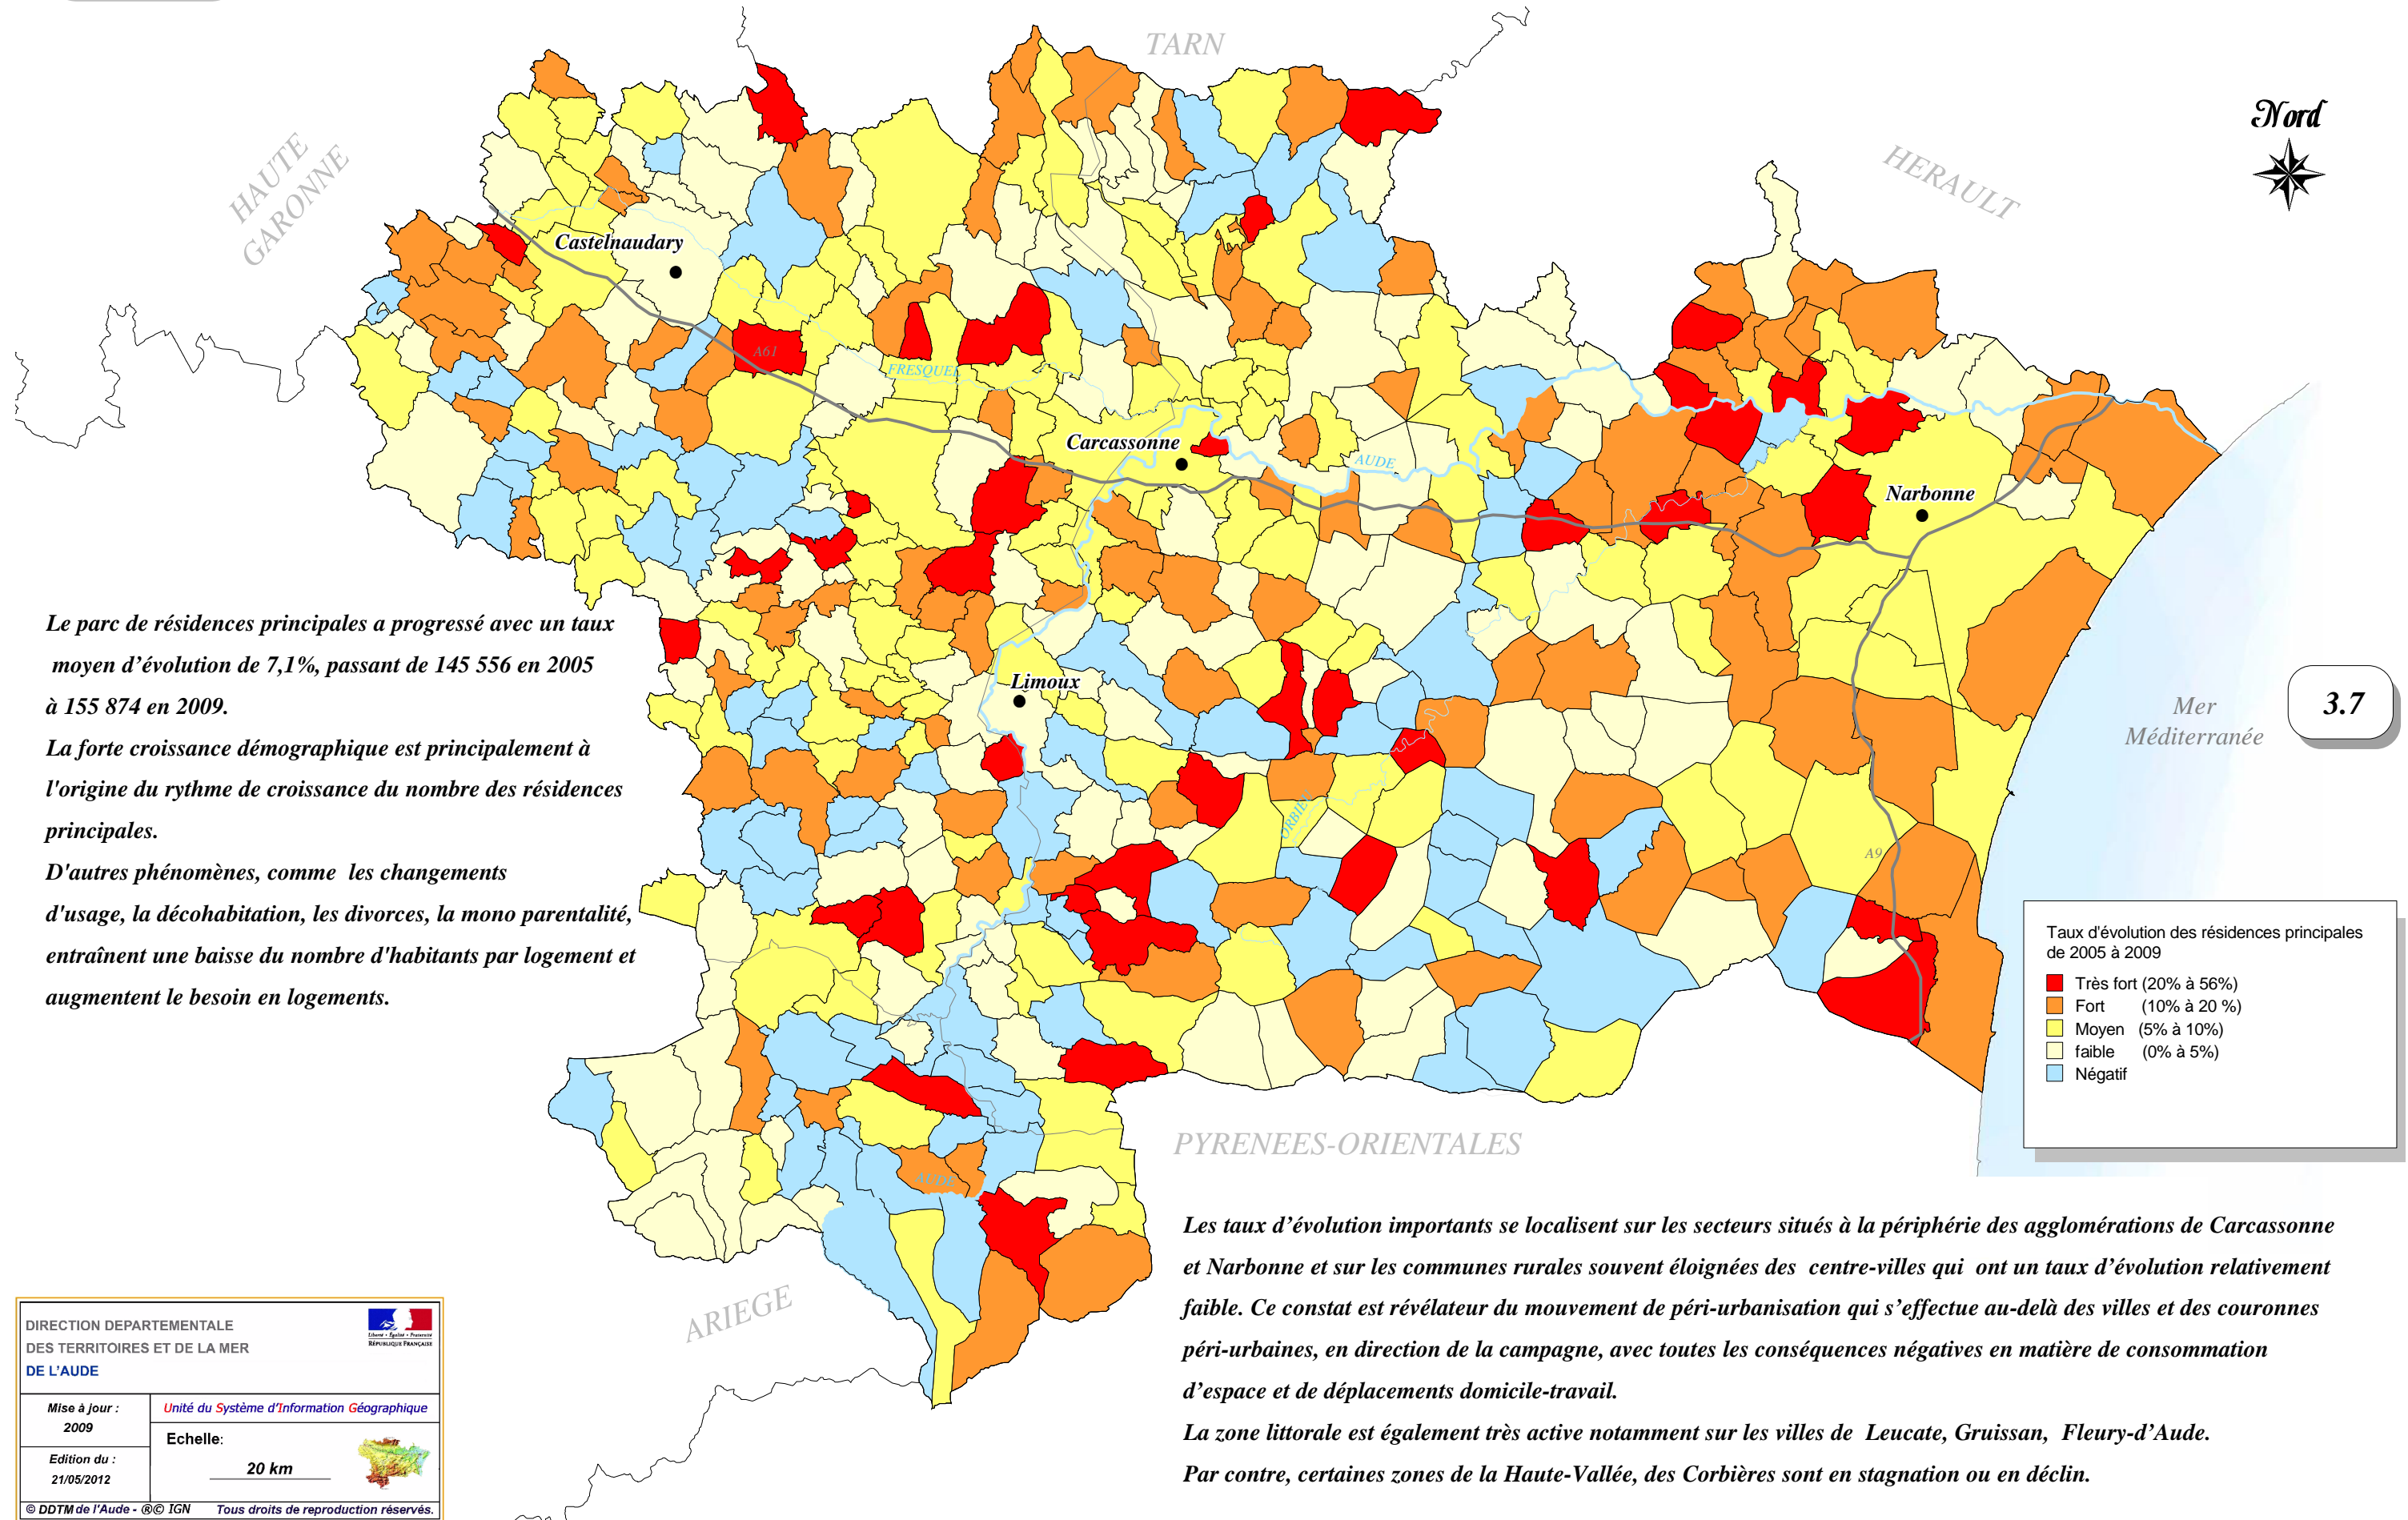 TARN
HAUTE
GARONNE
HERAULT
Nord
Castelnaudary
A61
FRESQUEL
Carcassonne
AUDE
Narbonne
Le parc de résidences principales a progressé avec un taux
moyen d’évolution de 7,1%, passant de 145 556 en 2005
à 155 874 en 2009.
La forte croissance démographique est principalement à
l'origine du rythme de croissance du nombre des résidences
principales.
D'autres phénomènes, comme les changements
d'usage, la décohabitation, les divorces, la mono parentalité,
entraînent une baisse du nombre d'habitants par logement et
augmentent le besoin en logements.
Limoux
Mer
Méditerranée
3.7
ORBIEU
A9
Taux d'évolution des résidences principales
de 2005 à 2009
Très fort (20% à 56%)
Fort (10% à 20 %)
Moyen (5% à 10%)
faible (0% à 5%)
Négatif
PYRENEES-ORIENTALES
AUDE
ARIEGE
Les taux d’évolution importants se localisent sur les secteurs situés à la périphérie des agglomérations de Carcassonne
et Narbonne et sur les communes rurales souvent éloignées des centre-villes qui ont un taux d’évolution relativement
faible. Ce constat est révélateur du mouvement de péri-urbanisation qui s’effectue au-delà des villes et des couronnes
péri-urbaines, en direction de la campagne, avec toutes les conséquences négatives en matière de consommation
d’espace et de déplacements domicile-travail.
La zone littorale est également très active notamment sur les villes de Leucate, Gruissan, Fleury-d’Aude.
Par contre, certaines zones de la Haute-Vallée, des Corbières sont en stagnation ou en déclin.
DIRECTION DEPARTEMENTALE
DES TERRITOIRES ET DE LA MER
DE L’AUDE
Liberté • Égalité • Fraternité
RÉPUBLIQUE FRANÇAISE
Mise à jour :
2009
Unité du Système d’Information Géographique
Echelle:
20 km
Edition du :
21/05/2012
© DDTM de l'Aude - ®© IGN Tous droits de reproduction réservés.